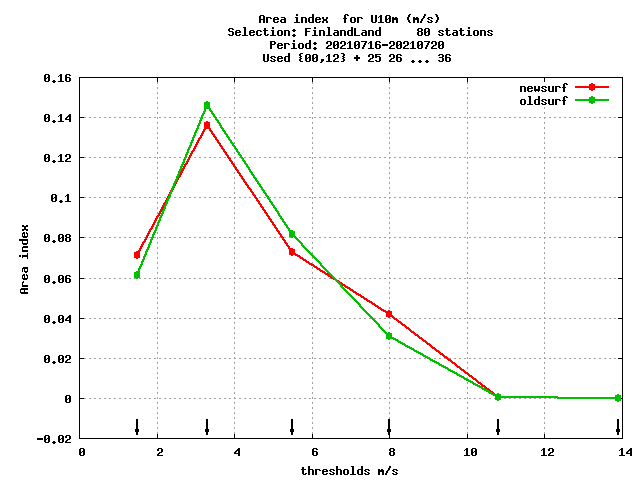 Area index  for U10m (m/s)
Selection: FinlandLand     80 stations
Period: 20210716-20210720
Used {00,12} + 25 26 ... 36
newsurf
oldsurf
0.16
0.14
0.12
0.1
0.08
0.06
0.04
0.02
0
-0.02
Area index
0 2 4 6 8 10 12 14
thresholds m/s